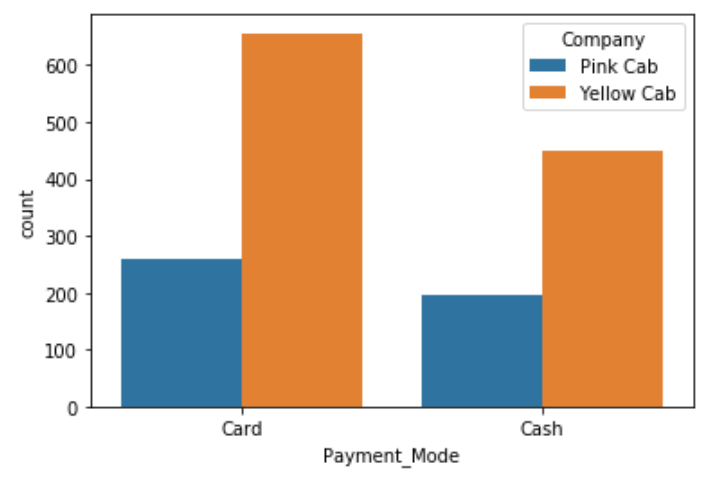 Company
Pink Cab
Yellow Cab
600
500
400
300
200
100
0
count
Card
Cash
Payment_Mode